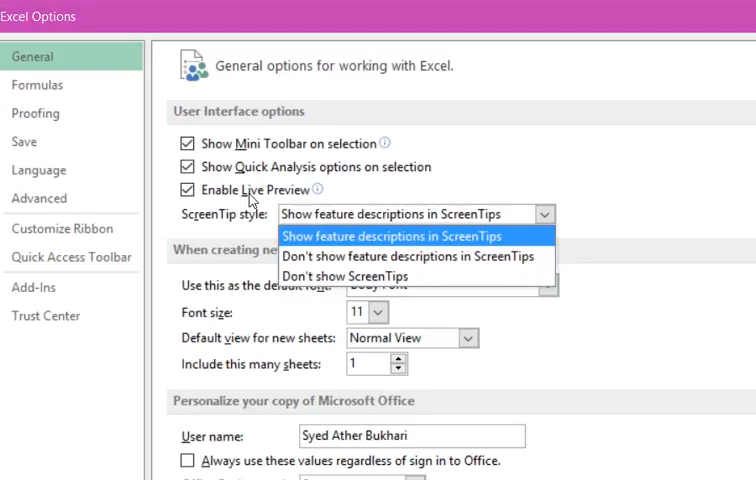 Excel Options
General
Formulas
Proofing
Save
Language
Advanced
Customize Ribbon
Quick Access Toolbar
Add-Ins
Trust Center
General options for working with Excel.
User Interface options
Show Mini Toolbar on selection
Show Quick Analysis options on selection
Enable Live Preview
ScreenTip style: Show feature descriptions in ScreenTips
Show feature descriptions in ScreenTips
Don't show feature descriptions in ScreenTips
Don't show ScreenTips
When creating ne
Use this as the default font: Body Font
Font size: 11
Default view for new sheets: Normal View
Include this many sheets: 1
Personalize your copy of Microsoft Office
User name: Syed Ather Bukhari
Always use these values regardless of sign in to Office.